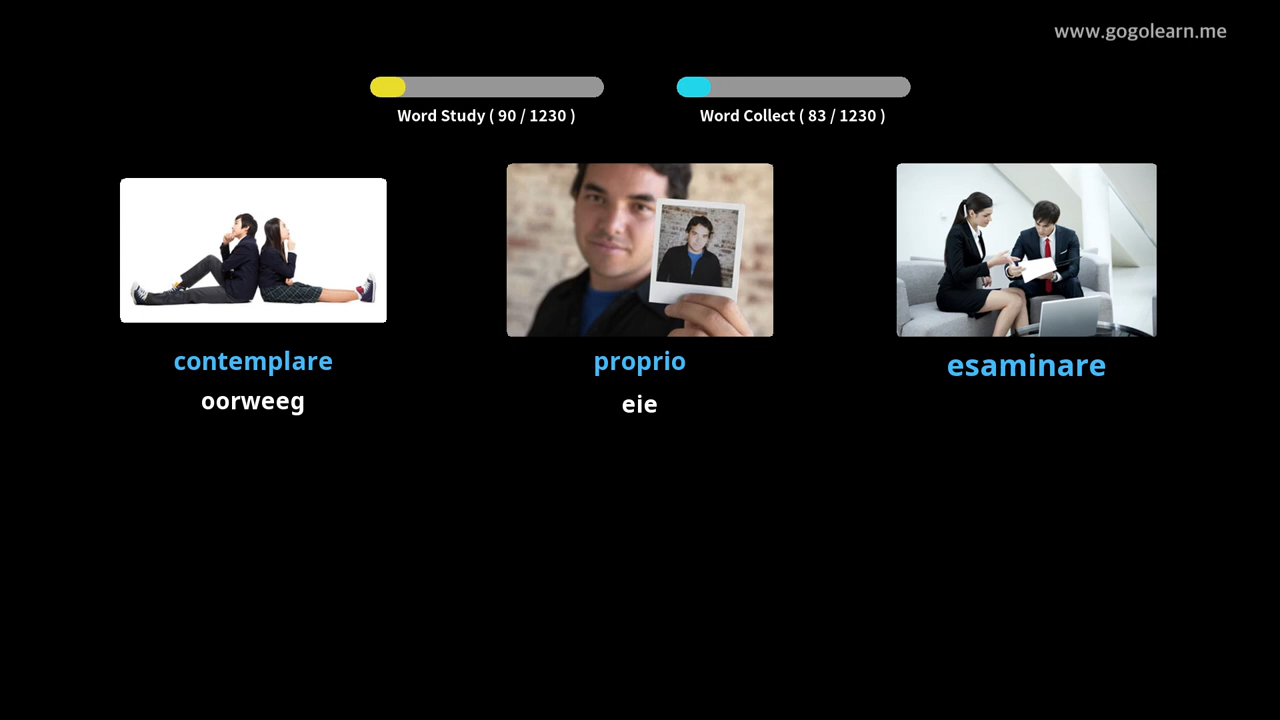 www.gogolearn.me
Word Study ( 90 / 1230 )
Word Collect ( 83 / 1230 )
contemplare
oorweeg
proprio
eie
esaminare